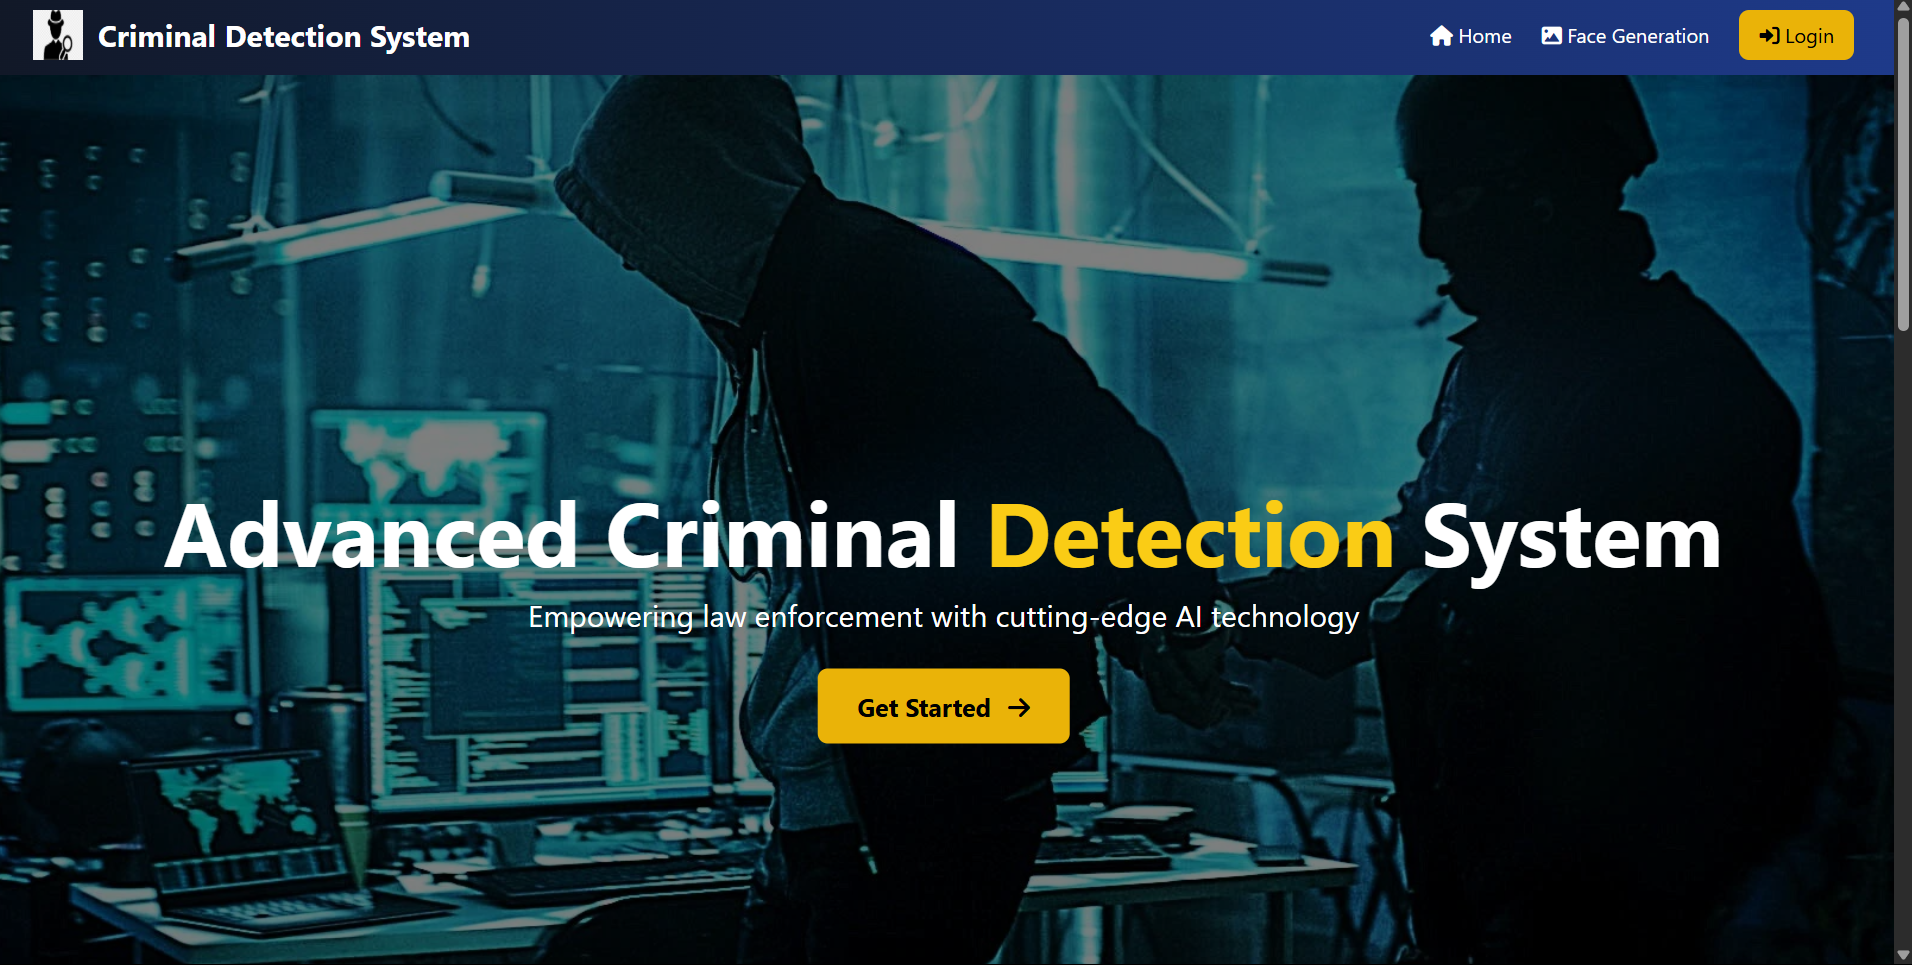 Criminal Detection System
Home
Face Generation
Login
Advanced Criminal Detection System
Empowering law enforcement with cutting-edge AI technology
Get Started